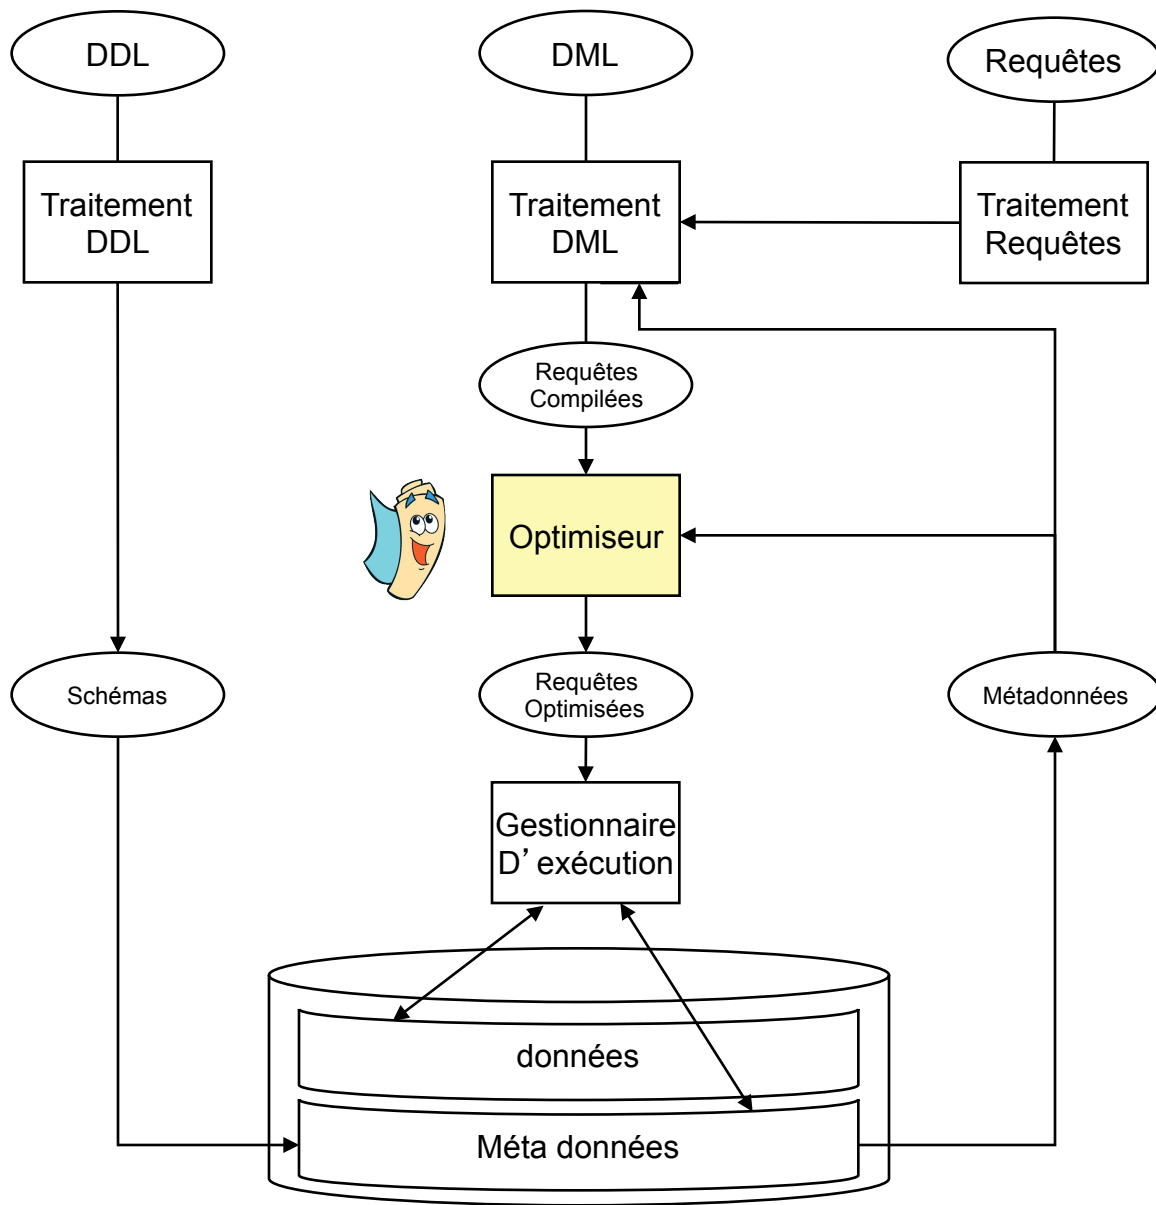 DDL
DML
Requêtes
Traitement
DDL
Traitement
DML
Traitement
Requêtes
Requêtes
Compilées
Optimiseur
Schémas
Requêtes
Optimisées
Métadonnées
Gestionnaire
D’exécution
données
Méta données